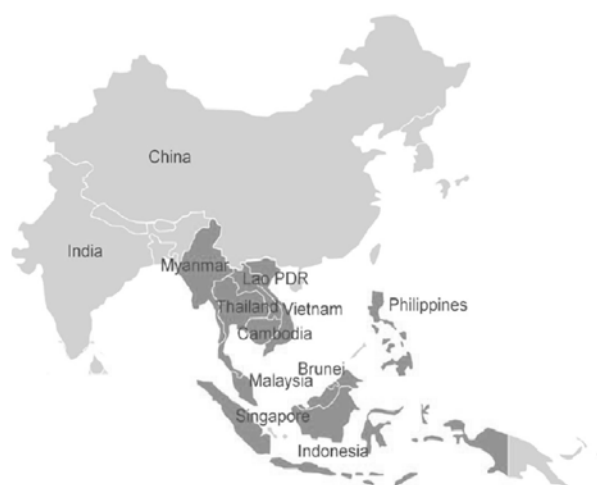 China
India
Myanmar
Lao PDR
Thailand
Vietnam
Philippines
Cambodia
Brunei
Malaysia
Singapore
Indonesia